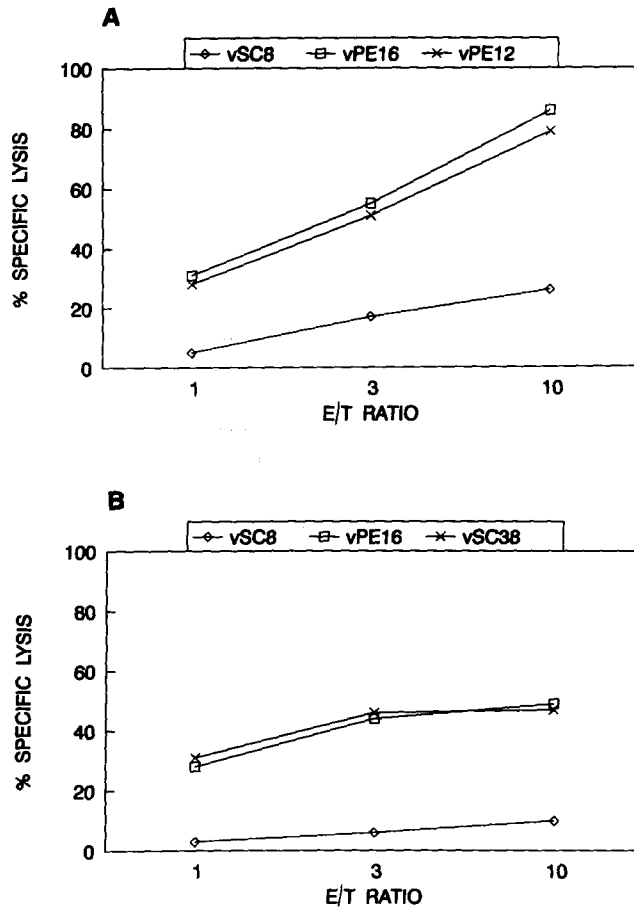 A
vSC8 vPE16 vPE12
100
80
60
40
20
0
% SPECIFIC LYSIS
1 3 10
E/T RATIO
B
vSC8 vPE16 vSC38
100
80
60
40
20
0
% SPECIFIC LYSIS
1 3 10
E/T RATIO